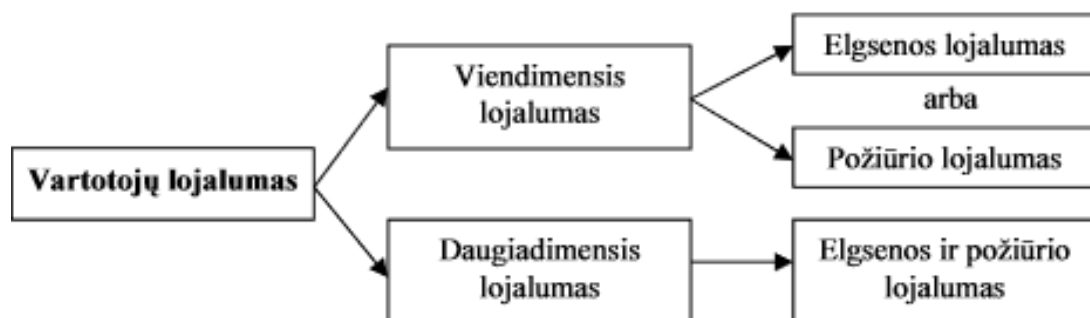 Vartotojų lojalumas
Viendimensis
lojalumas
Elgsenos lojalumas
arba
Požiūrio lojalumas
Daugiadimensis
lojalumas
Elgsenos ir požiūrio
lojalumas